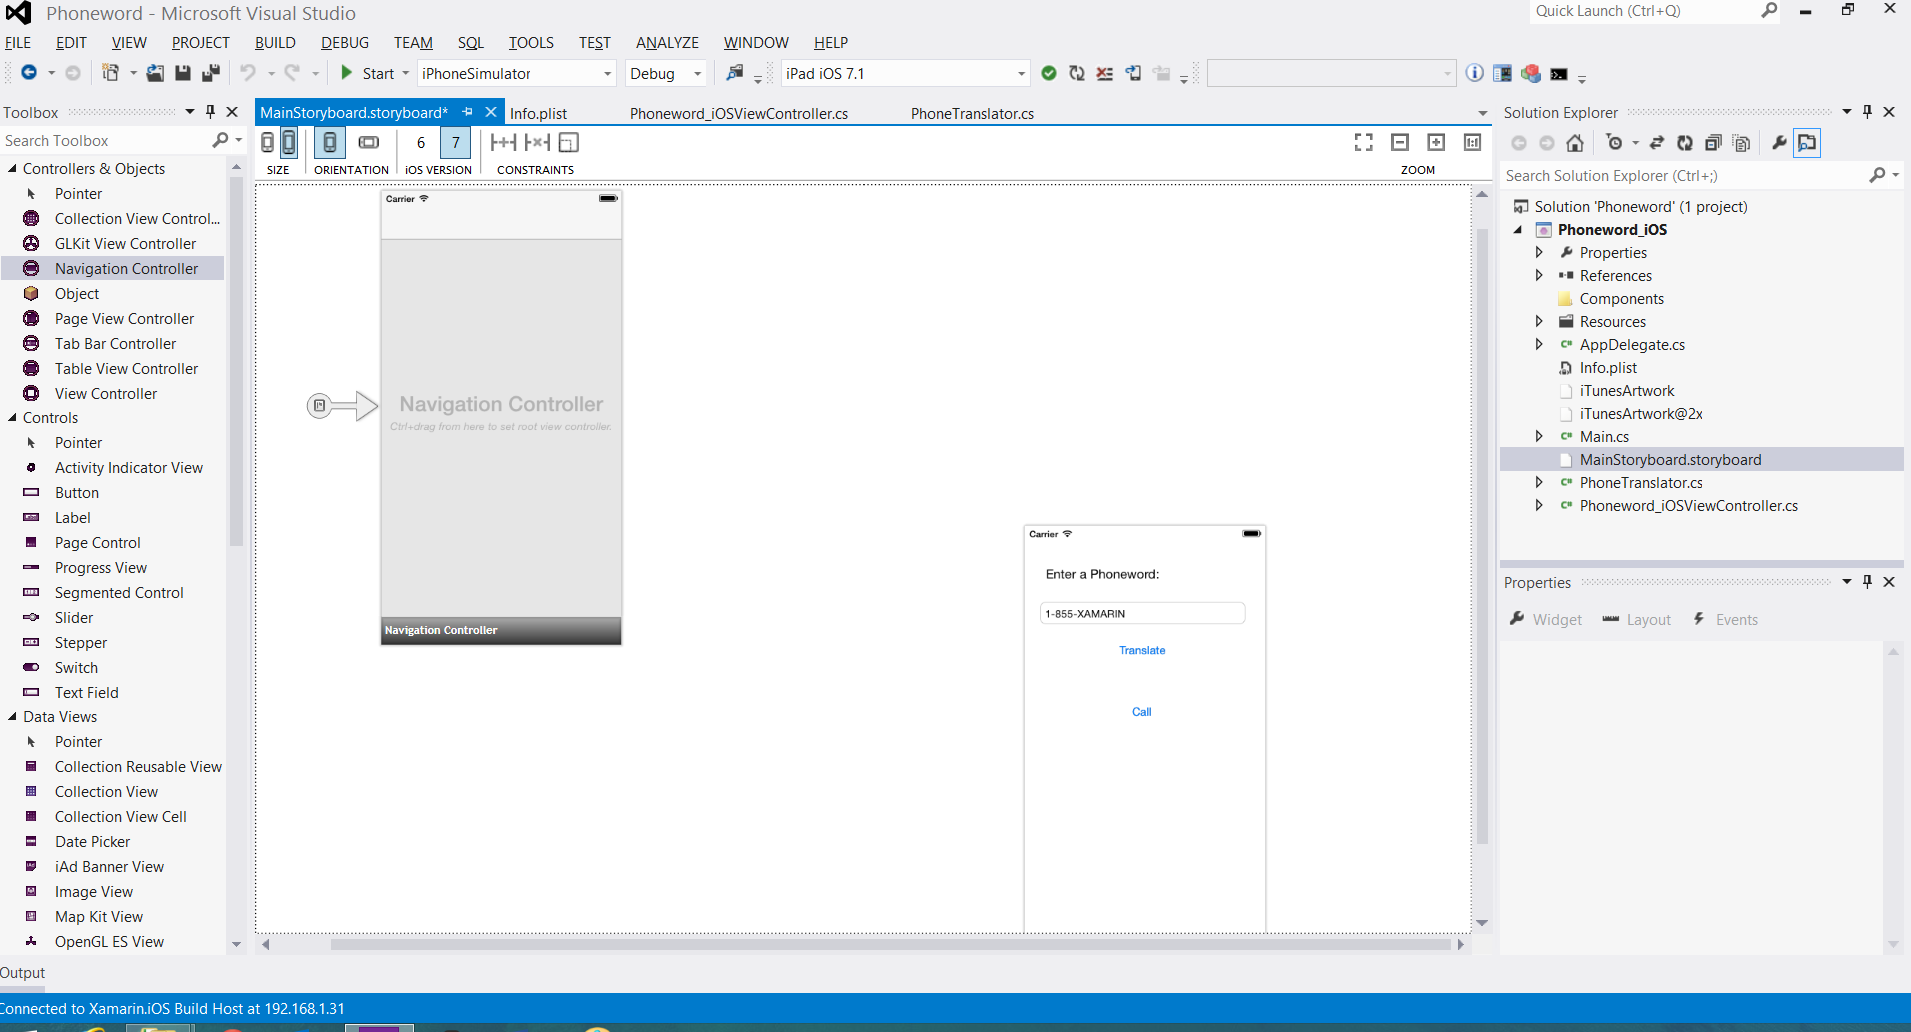 Phoneword - Microsoft Visual Studio
Quick Launch (Ctrl+Q)
FILE EDIT VIEW PROJECT BUILD DEBUG TEAM SQL TOOLS TEST ANALYZE WINDOW HELP
Start iPhoneSimulator Debug iPad iOS 7.1
Toolbox
Search Toolbox
Controllers & Objects
Pointer
Collection View Control...
GLKit View Controller
Navigation Controller
Object
Page View Controller
Tab Bar Controller
Table View Controller
View Controller
Controls
Pointer
Activity Indicator View
Button
Label
Page Control
Progress View
Segmented Control
Slider
Stepper
Switch
Text Field
Data Views
Pointer
Collection Reusable View
Collection View
Collection View Cell
Date Picker
iAd Banner View
Image View
Map Kit View
OpenGL ES View
MainStoryboard.storyboard* Info.plist Phoneword_iOSViewController.cs PhoneTranslator.cs
6 7
SIZE ORIENTATION iOS VERSION CONSTRAINTS ZOOM
Carrier
Navigation Controller
Ctrl+drag from here to set root view controller.
Navigation Controller
Carrier
Enter a Phoneword:
1-855-XAMARIN
Translate
Call
Solution Explorer
Search Solution Explorer (Ctrl+;)
Solution 'Phoneword' (1 project)
Phoneword_iOS
Properties
References
Components
Resources
AppDelegate.cs
Info.plist
iTunesArtwork
iTunesArtwork@2x
Main.cs
MainStoryboard.storyboard
PhoneTranslator.cs
Phoneword_iOSViewController.cs
Properties
Widget Layout Events
Output
Connected to Xamarin.iOS Build Host at 192.168.1.31